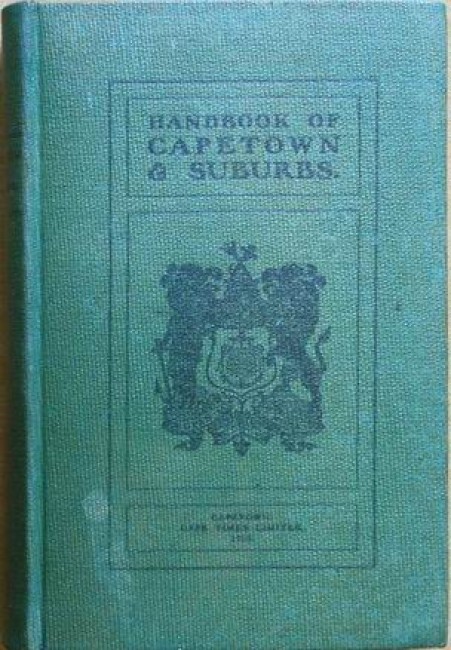 HANDBOOK OF
CAPETOWN
& SUBURBS.
CAPETOWN:
CAPE TIMES LIMITED,